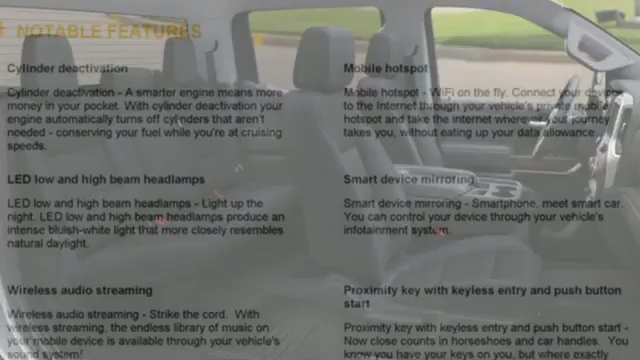 + NOTABLE FEATURES
Cylinder deactivation
Cylinder deactivation - A smarter engine means more
money in your pocket. With cylinder deactivation your
engine automatically turns off cylinders that aren't
needed - conserving your fuel while you're at cruising
speeds.
LED low and high beam headlamps
LED low and high beam headlamps - Light up the
night. LED low and high beam headlamps produce an
intense bluish-white light that more closely resembles
natural daylight.
Wireless audio streaming
Wireless audio streaming - Strike the cord. With
wireless streaming, the endless library of music on
your mobile device is available through your vehicle's
sound system!
Mobile hotspot
Mobile hotspot - WiFi on the fly. Connect your devices
to the Internet through your vehicle's private mobile
hotspot and take the internet where your journey
takes you, without eating up your data allowance.
Smart device mirroring
Smart device mirroring - Smartphone, meet smart car.
You can control your device through your vehicle's
infotainment system.
Proximity key with keyless entry and push button
start
Proximity key with keyless entry and push button start -
Now close counts in horseshoes and car handles. You
know you have your keys on you, but where exactly